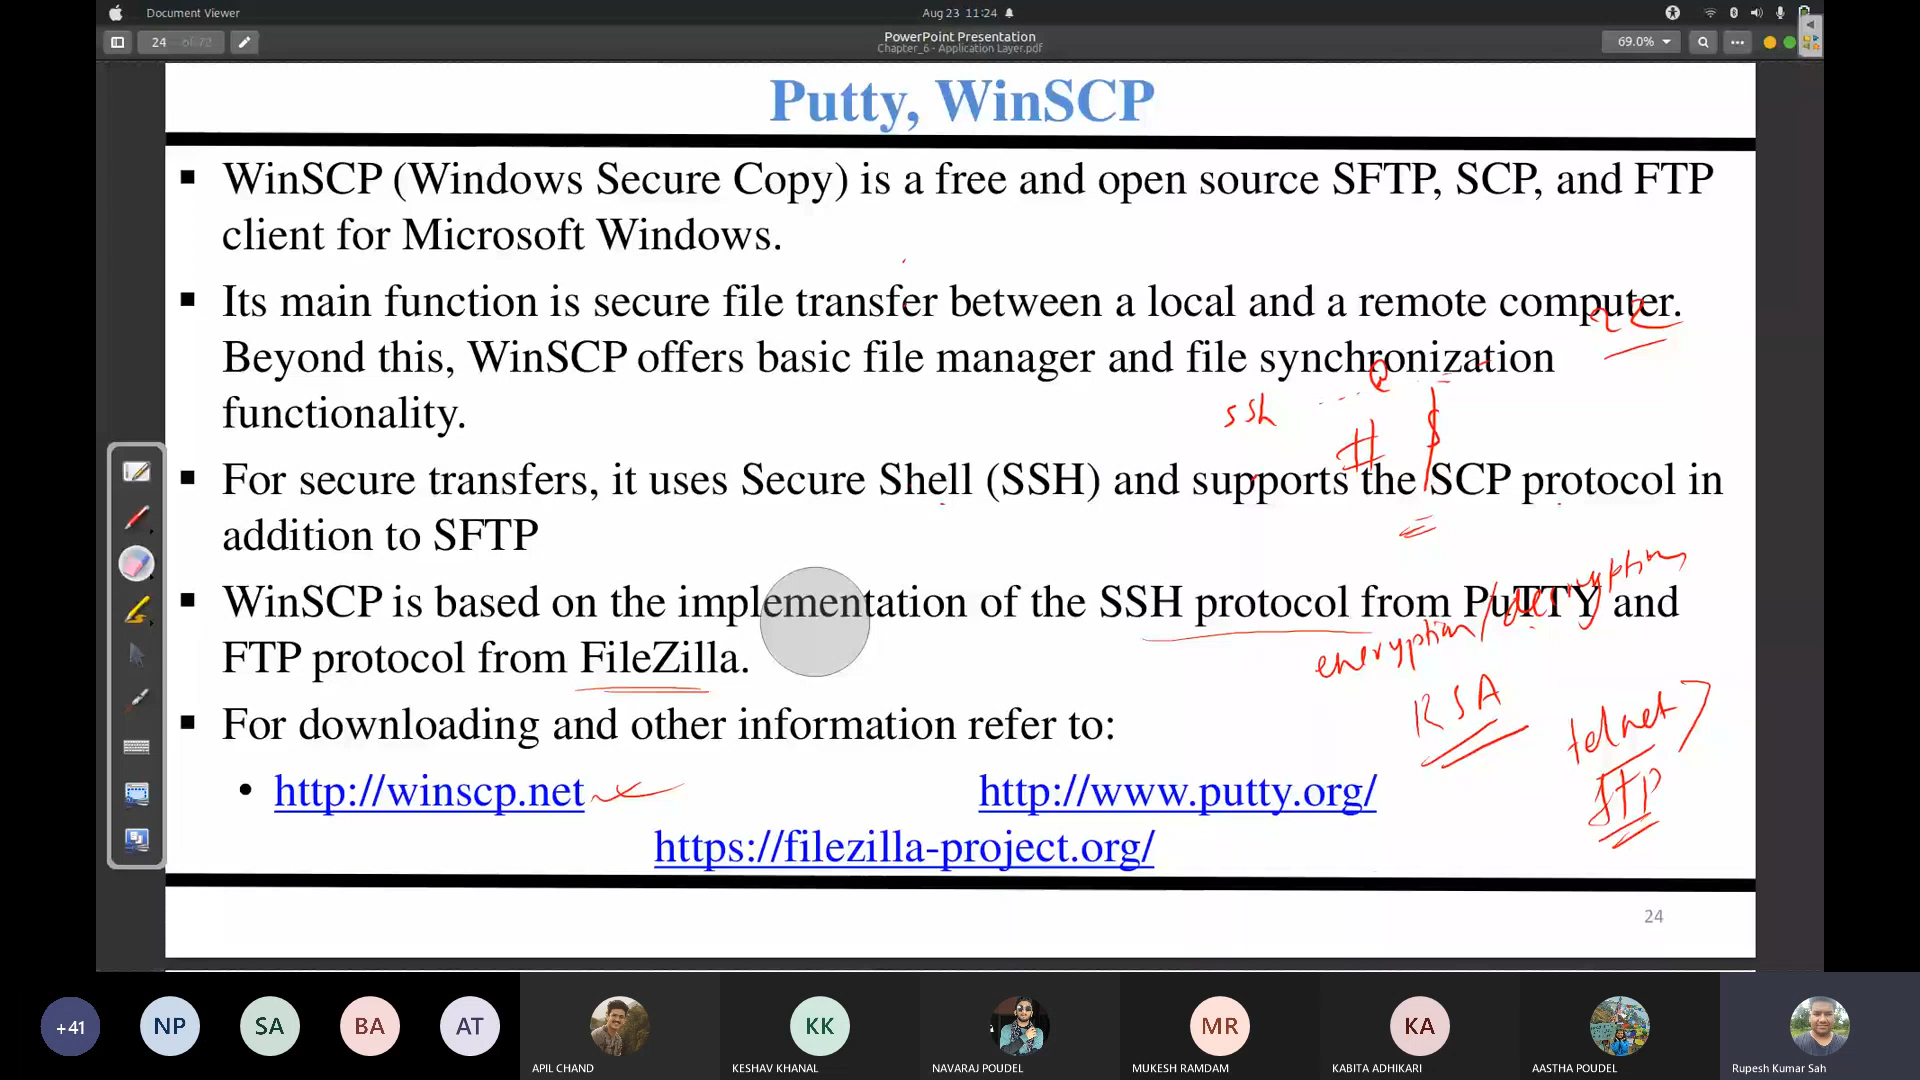 Document Viewer
Aug 23 11:24
24 of 72
PowerPoint Presentation
Chapter_6 - Application Layer.pdf
69.0%
Putty, WinSCP
▪ WinSCP (Windows Secure Copy) is a free and open source SFTP, SCP, and FTP
client for Microsoft Windows.
▪ Its main function is secure file transfer between a local and a remote computer.
22
Beyond this, WinSCP offers basic file manager and file synchronization
functionality.
ssh
@
#
$
▪ For secure transfers, it uses Secure Shell (SSH) and supports the SCP protocol in
addition to SFTP
▪ WinSCP is based on the implementation of the SSH protocol from PuTTY and
FTP protocol from FileZilla.
encryption/decryption
RSA
telnet
ftp
▪ For downloading and other information refer to:
• http://winscp.net http://www.putty.org/
https://filezilla-project.org/
24
+41
NP
SA
BA
AT
APIL CHAND
KK
KESHAV KHANAL
NAVARAJ POUDEL
MR
MUKESH RAMDAM
KA
KABITA ADHIKARI
AASTHA POUDEL
Rupesh Kumar Sah